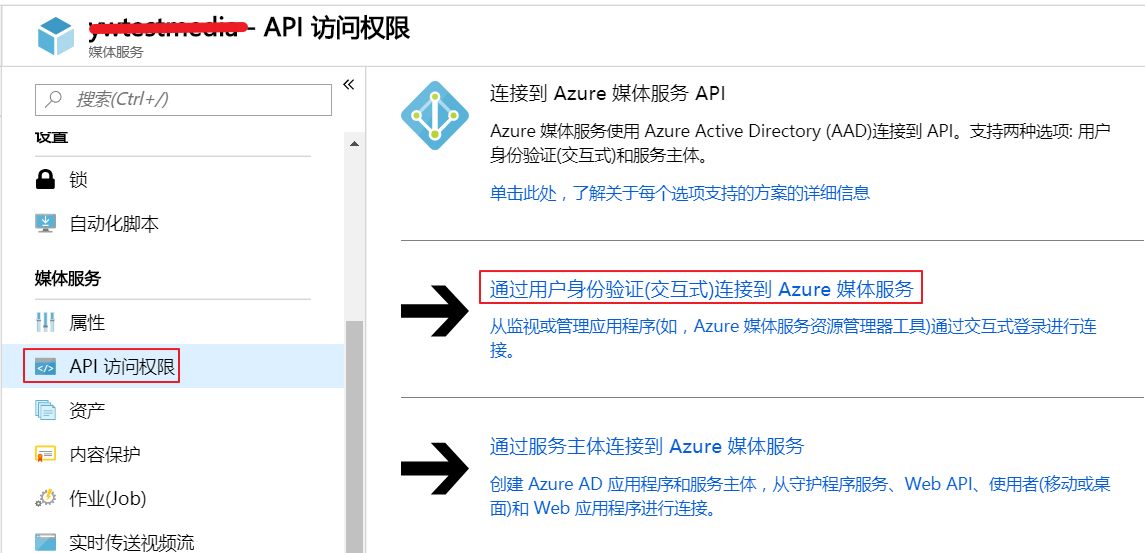 - API 访问权限
媒体服务
搜索(Ctrl+/)
«
设置
锁
自动化脚本
媒体服务
属性
API 访问权限
资产
内容保护
作业(Job)
实时传送视频流
连接到 Azure 媒体服务 API
Azure 媒体服务使用 Azure Active Directory (AAD)连接到 API。支持两种选项: 用户
身份验证(交互式)和服务主体。
单击此处，了解关于每个选项支持的方案的详细信息
通过用户身份验证(交互式)连接到 Azure 媒体服务
从监视或管理应用程序(如，Azure 媒体服务资源管理器工具)通过交互式登录进行连
接。
通过服务主体连接到 Azure 媒体服务
创建 Azure AD 应用程序和服务主体，从守护程序服务、Web API、使用者(移动或桌
面)和 Web 应用程序进行连接。